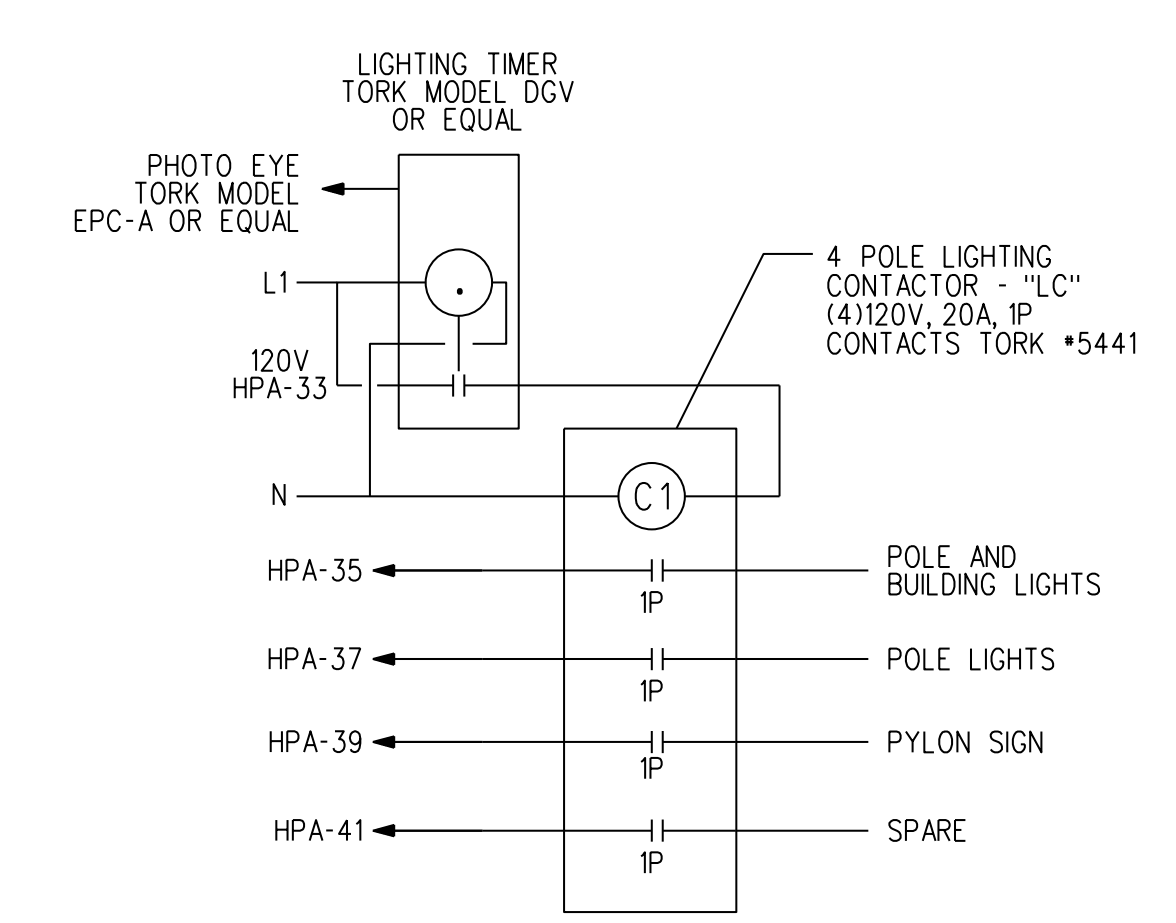 LIGHTING TIMER
TORK MODEL DGV
OR EQUAL
PHOTO EYE
TORK MODEL
EPC-A OR EQUAL
L1
120V
HPA-33
4 POLE LIGHTING
CONTACTOR - "LC"
(4)120V, 20A, 1P
CONTACTS TORK #5441
N
C1
HPA-35
1P
POLE AND
BUILDING LIGHTS
HPA-37
1P
POLE LIGHTS
HPA-39
1P
PYLON SIGN
HPA-41
1P
SPARE